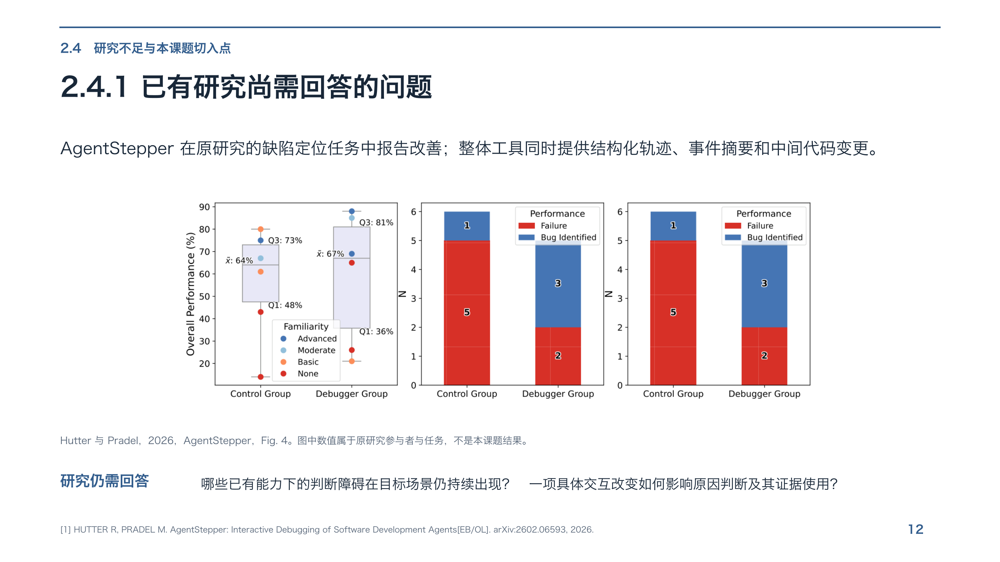 2.4 研究不足与本课题切入点
2.4.1 已有研究尚需回答的问题
AgentStepper 在原研究的缺陷定位任务中报告改善；整体工具同时提供结构化轨迹、事件摘要和中间代码变更。
Overall Performance (%)
90
80
70
60
50
40
30
20
Q3: 73%
x̃: 64%
Q1: 48%
Q3: 81%
x̃: 67%
Q1: 36%
Familiarity
Advanced
Moderate
Basic
None
Control Group
Debugger Group
N
6
5
4
3
2
1
0
1
5
3
2
Performance
Failure
Bug Identified
Control Group
Debugger Group
N
6
5
4
3
2
1
0
1
5
3
2
Performance
Failure
Bug Identified
Control Group
Debugger Group
Hutter 与 Pradel，2026，AgentStepper，Fig. 4。图中数值属于原研究参与者与任务，不是本课题结果。
研究仍需回答
哪些已有能力下的判断障碍在目标场景仍持续出现？
一项具体交互改变如何影响原因判断及其证据使用？
[1] HUTTER R, PRADEL M. AgentStepper: Interactive Debugging of Software Development Agents[EB/OL]. arXiv:2602.06593, 2026.
12